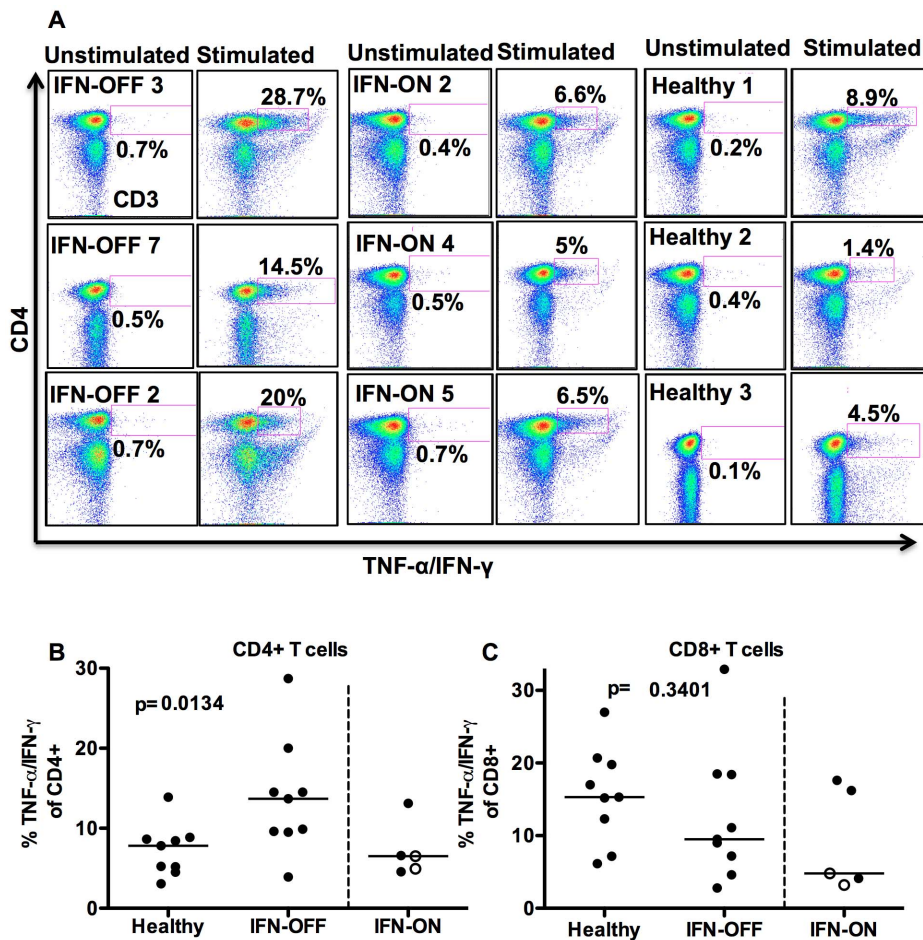 A
Unstimulated Stimulated Unstimulated Stimulated Unstimulated Stimulated
IFN-OFF 3 28.7% IFN-ON 2 6.6% Healthy 1 8.9%
0.7% 0.4% 0.2%
CD3
IFN-OFF 7 14.5% IFN-ON 4 5% Healthy 2 1.4%
0.5% 0.5% 0.4%
IFN-OFF 2 20% IFN-ON 5 6.5% Healthy 3 4.5%
0.7% 0.7% 0.1%
CD4
TNF-α/IFN-γ
B
CD4+ T cells
p= 0.0134
% TNF-α/IFN-γ
of CD4+
30
20
10
0
Healthy IFN-OFF IFN-ON
C
CD8+ T cells
p= 0.3401
% TNF-α/IFN-γ
of CD8+
30
20
10
0
Healthy IFN-OFF IFN-ON